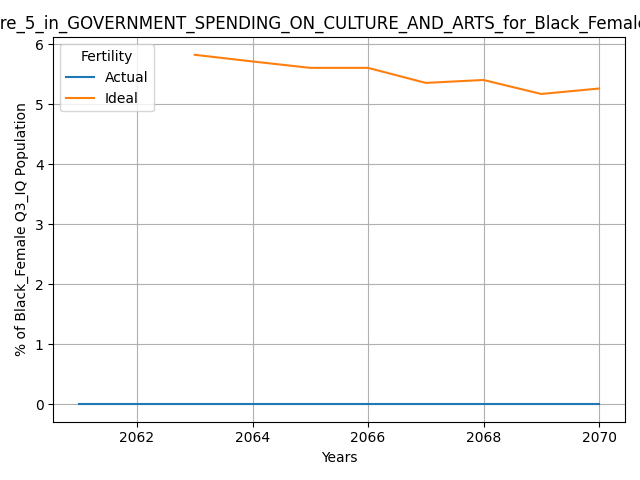 re_5_in_GOVERNMENT_SPENDING_ON_CULTURE_AND_ARTS_for_Black_Female
Fertility
Actual
Ideal
% of Black_Female Q3_IQ Population
6
5
4
3
2
1
0
2062 2064 2066 2068 2070
Years